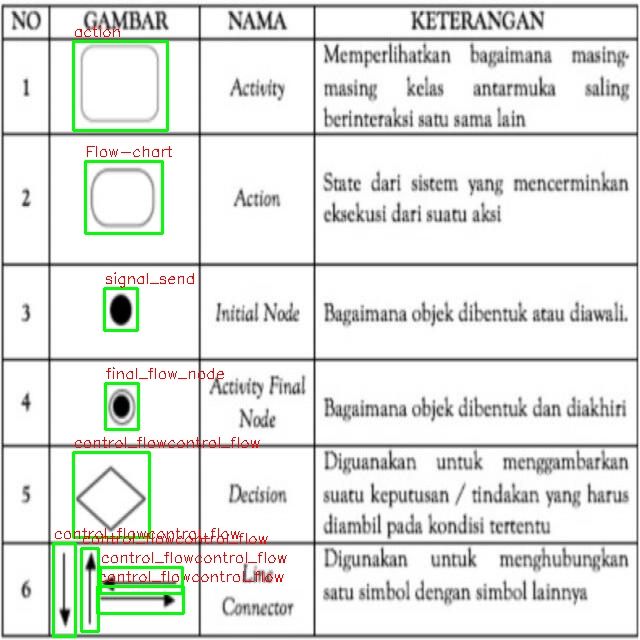 NO GAMBAR NAMA KETERANGAN
action
1 Activity Memperlihatkan bagaimana masing-
masing kelas antarmuka saling
berinteraksi satu sama lain
Flow-chart
2 Action State dari sistem yang mencerminkan
eksekusi dari suatu aksi
signal_send
3 Initial Node Bagaimana objek dibentuk atau diawali.
final_flow_node
4 Activity Final
Node Bagaimana objek dibentuk dan diakhiri
control_flowcontrol_flow
5 Decision Diguanakan untuk menggambarkan
suatu keputusan / tindakan yang harus
diambil pada kondisi tertentu
control_flowcontrol_flow
control_flowcontrol_flow
control_flowcontrol_flow
control_flowcontrol_flow
6 Line
Connector Digunakan untuk menghubungkan
satu simbol dengan simbol lainnya